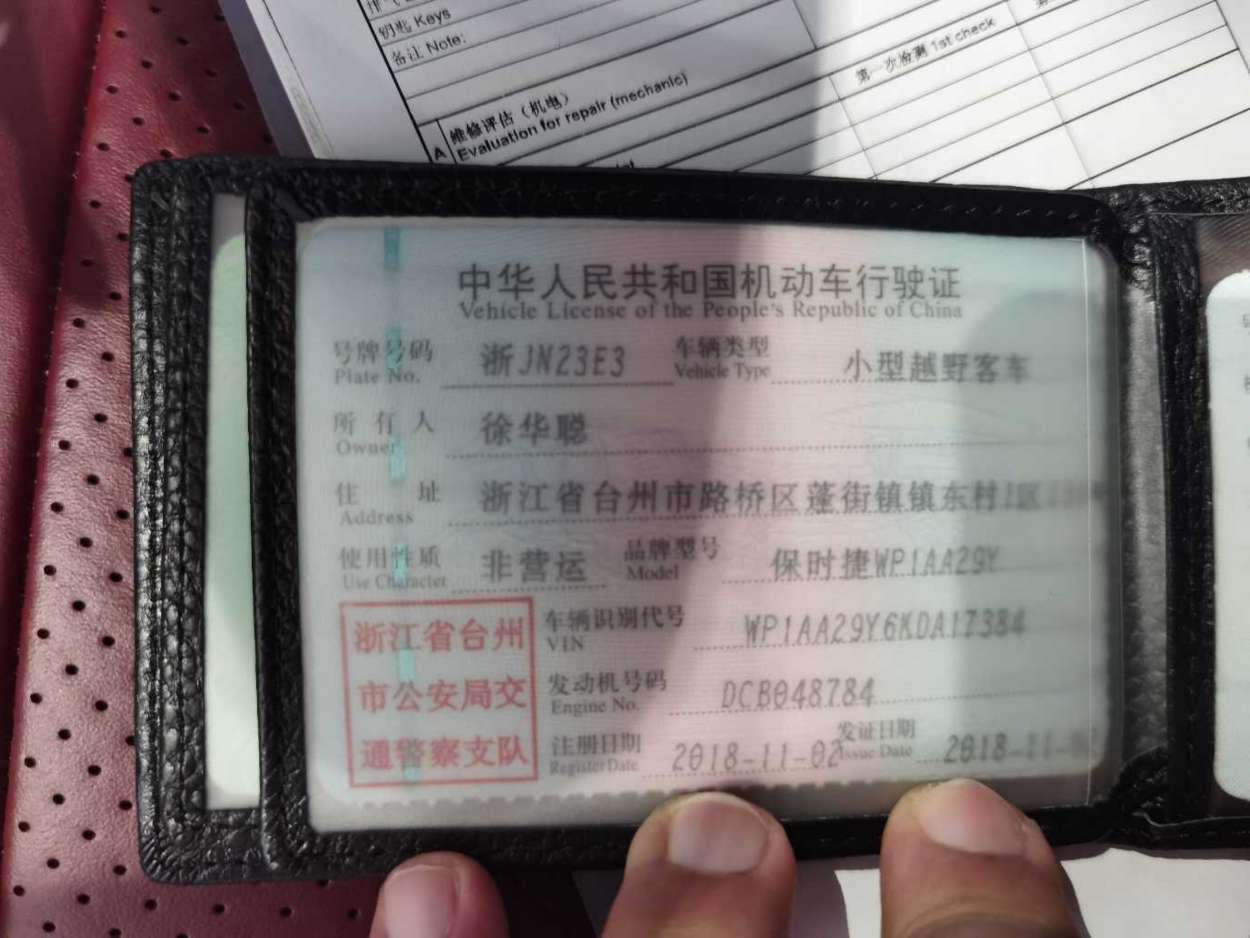 钥匙 Keys
备注 Note:
第一次检测 1st check
A 维修评估（机电）
Evaluation for repair (mechanic)
中华人民共和国机动车行驶证
Vehicle License of the People's Republic of China
号牌号码 浙JN23E3 车辆类型 小型越野客车
Plate No. Vehicle Type
所有人 徐华聪
Owner
住址 浙江省台州市路桥区蓬街镇镇东村1区
Address
使用性质 非营运 品牌型号 保时捷WP1AA29Y
Use Character Model
浙江省台州
市公安局交
通警察支队
车辆识别代号 WP1AA29Y6KDA17384
VIN
发动机号码 DCB048784
Engine No.
注册日期 2018-11-02 发证日期 2018-11-
Register Date Issue Date